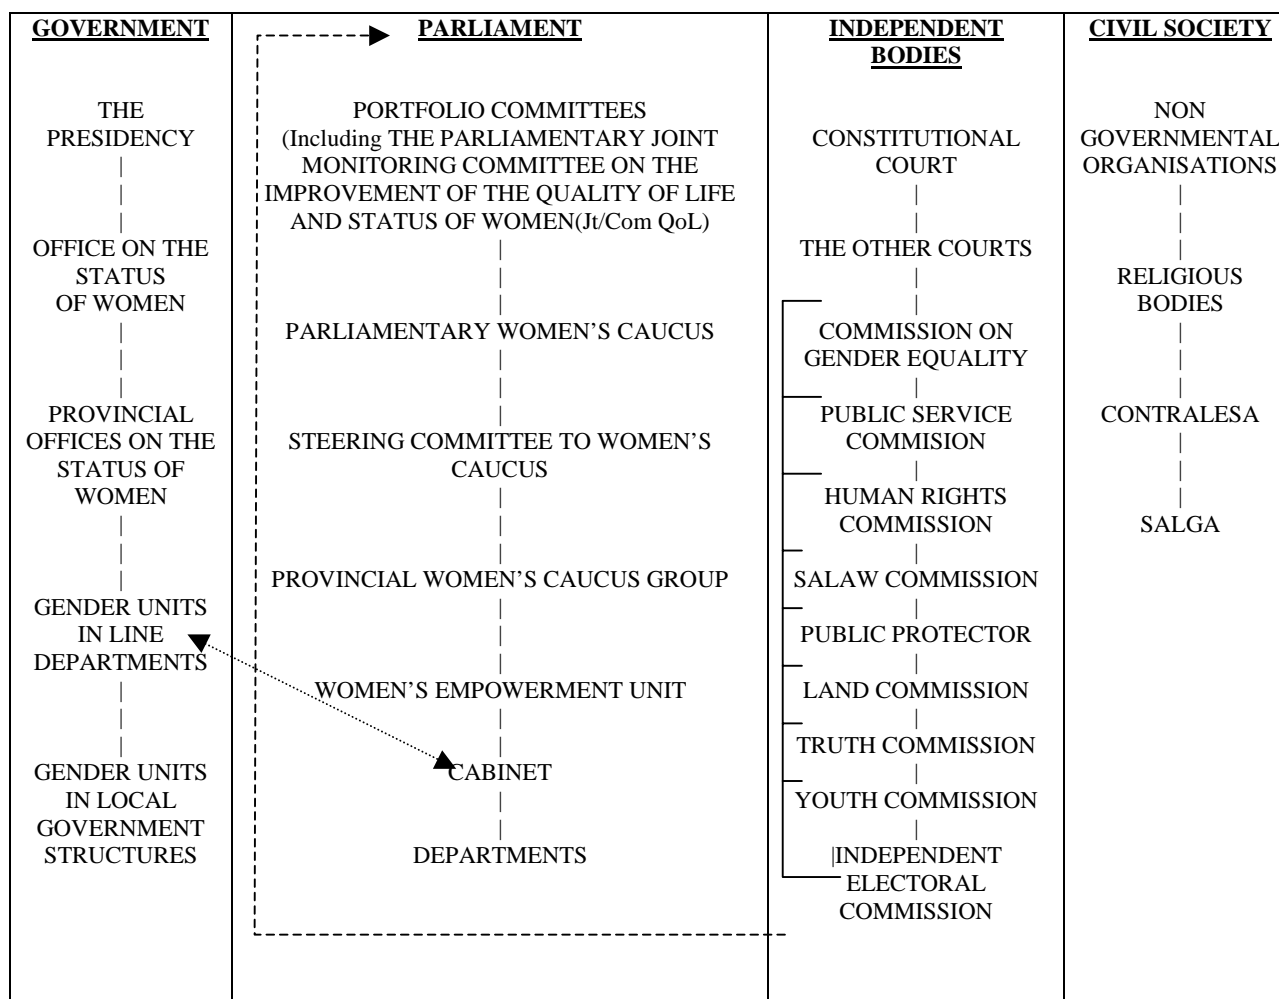 GOVERNMENT
THE
PRESIDENCY
OFFICE ON THE
STATUS
OF WOMEN
PROVINCIAL
OFFICES ON THE
STATUS OF
WOMEN
GENDER UNITS
IN LINE
DEPARTMENTS
GENDER UNITS
IN LOCAL
GOVERNMENT
STRUCTURES
PARLIAMENT
PORTFOLIO COMMITTEES
(Including THE PARLIAMENTARY JOINT
MONITORING COMMITTEE ON THE
IMPROVEMENT OF THE QUALITY OF LIFE
AND STATUS OF WOMEN(Jt/Com QoL)
PARLIAMENTARY WOMEN’S CAUCUS
STEERING COMMITTEE TO WOMEN’S
CAUCUS
PROVINCIAL WOMEN’S CAUCUS GROUP
WOMEN’S EMPOWERMENT UNIT
CABINET
DEPARTMENTS
INDEPENDENT
BODIES
CONSTITUTIONAL
COURT
THE OTHER COURTS
COMMISSION ON
GENDER EQUALITY
PUBLIC SERVICE
COMMISION
HUMAN RIGHTS
COMMISSION
SALAW COMMISSION
PUBLIC PROTECTOR
LAND COMMISSION
TRUTH COMMISSION
YOUTH COMMISSION
|INDEPENDENT
ELECTORAL
COMMISSION
CIVIL SOCIETY
NON
GOVERNMENTAL
ORGANISATIONS
RELIGIOUS
BODIES
CONTRALESA
SALGA